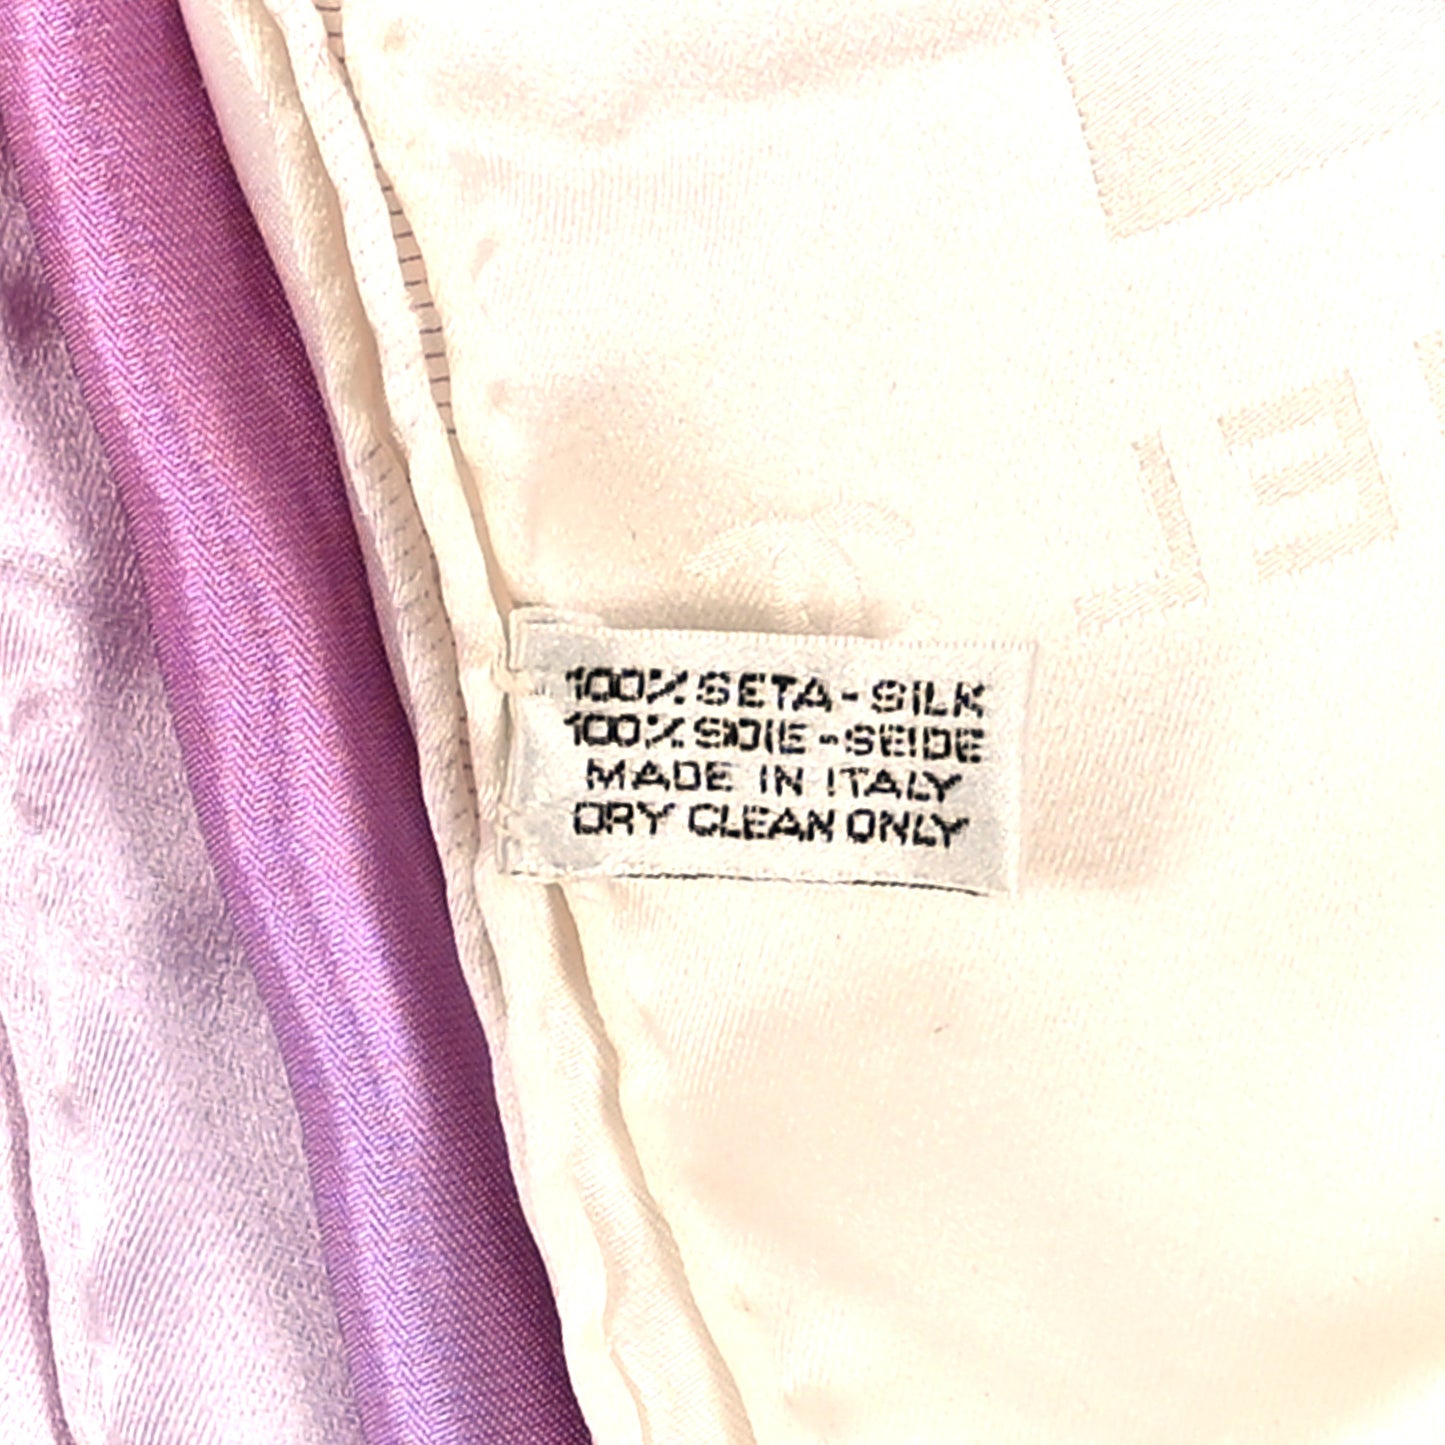 100% SETA - SILK
100% SOIE - SEIDE
MADE IN ITALY
DRY CLEAN ONLY